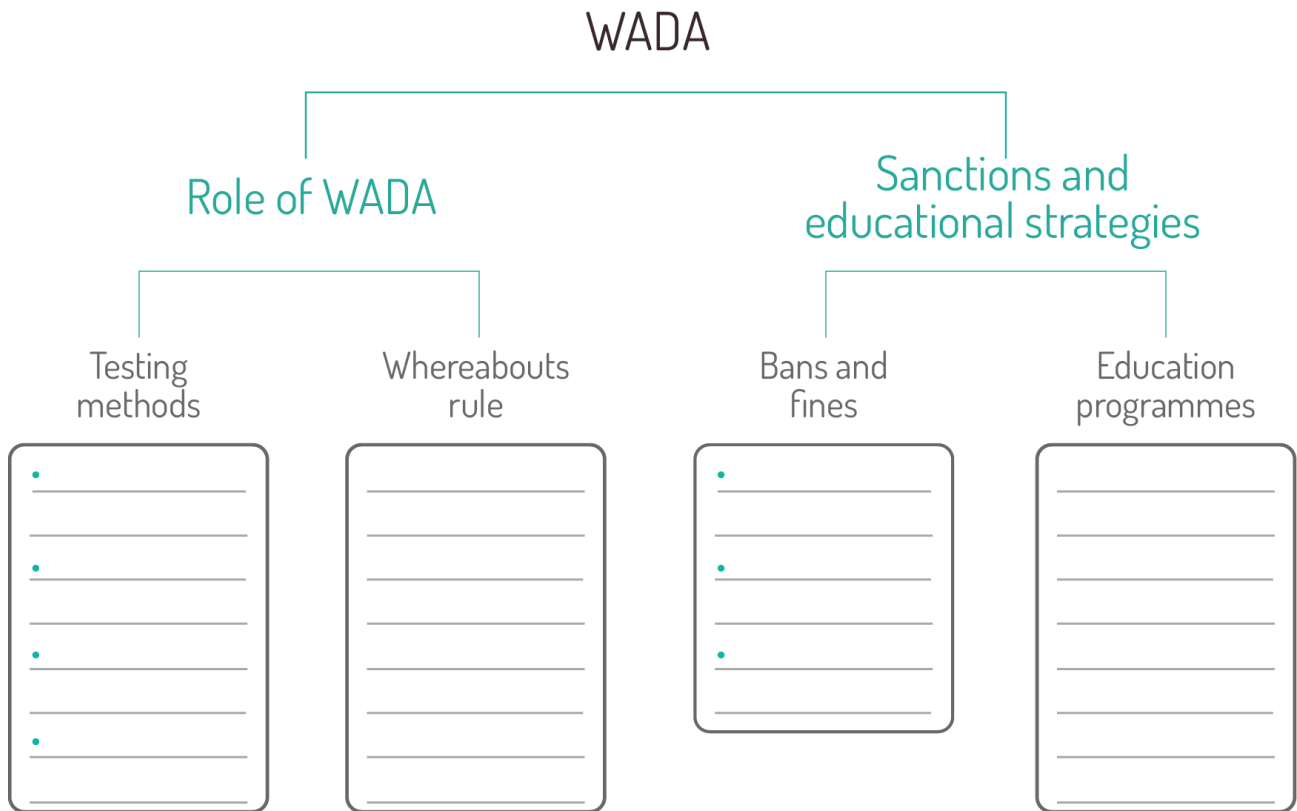 WADA
Role of WADA
Sanctions and
educational strategies
Testing
methods
Whereabouts
rule
Bans and
fines
Education
programmes